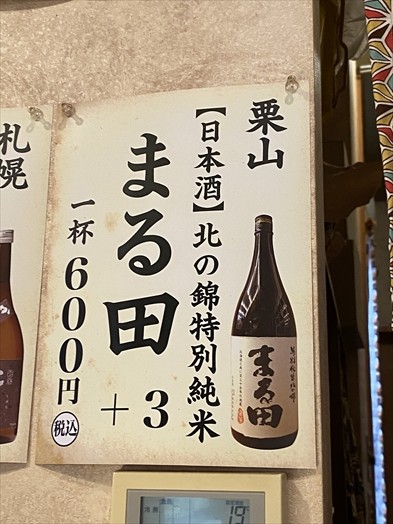 栗山
【日本酒】北の錦特別純米
まる田 +3
一杯600円
税込
まる田
札幌
19